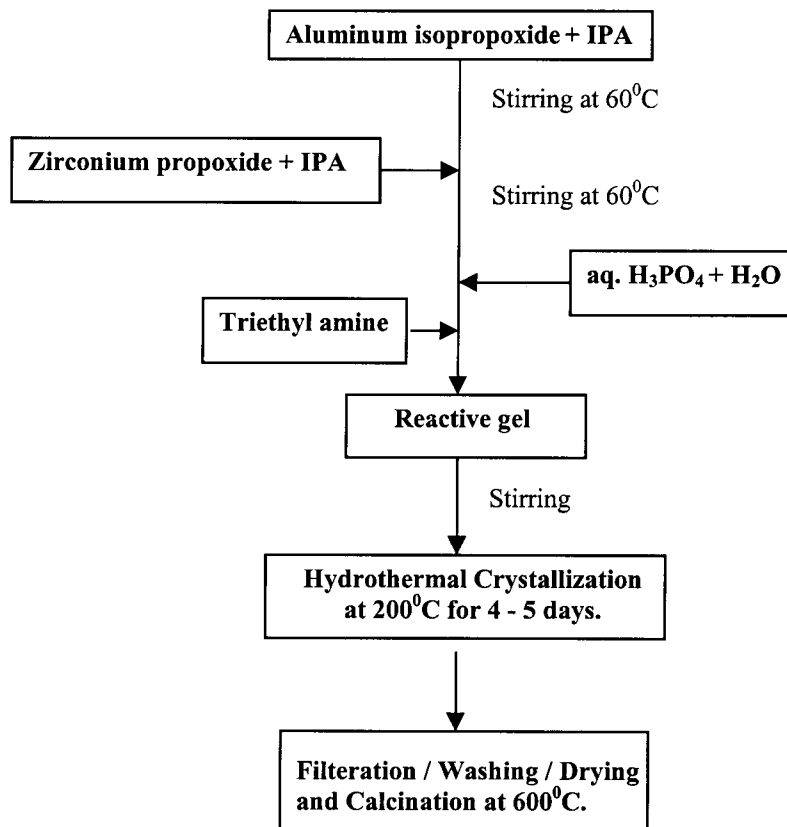 Aluminum isopropoxide + IPA
Stirring at 60⁰C
Zirconium propoxide + IPA
Stirring at 60⁰C
aq. H₃PO₄ + H₂O
Triethyl amine
Reactive gel
Stirring
Hydrothermal Crystallization
at 200⁰C for 4 - 5 days.
Filteration / Washing / Drying
and Calcination at 600⁰C.